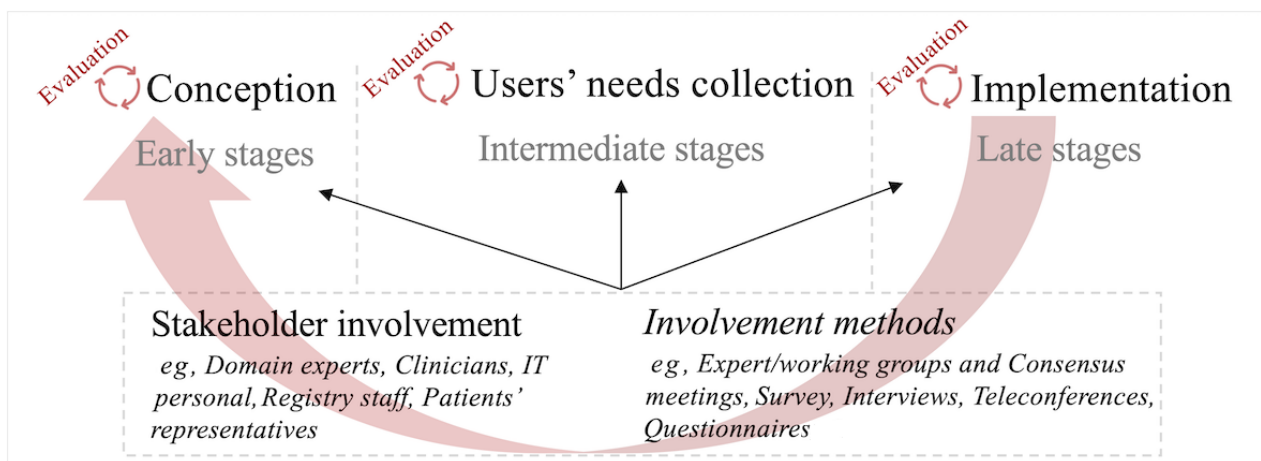 Evaluation
Conception
Early stages
Evaluation
Users’ needs collection
Intermediate stages
Evaluation
Implementation
Late stages
Stakeholder involvement
eg, Domain experts, Clinicians, IT
personal, Registry staff, Patients’
representatives
Involvement methods
eg, Expert/working groups and Consensus
meetings, Survey, Interviews, Teleconferences,
Questionnaires